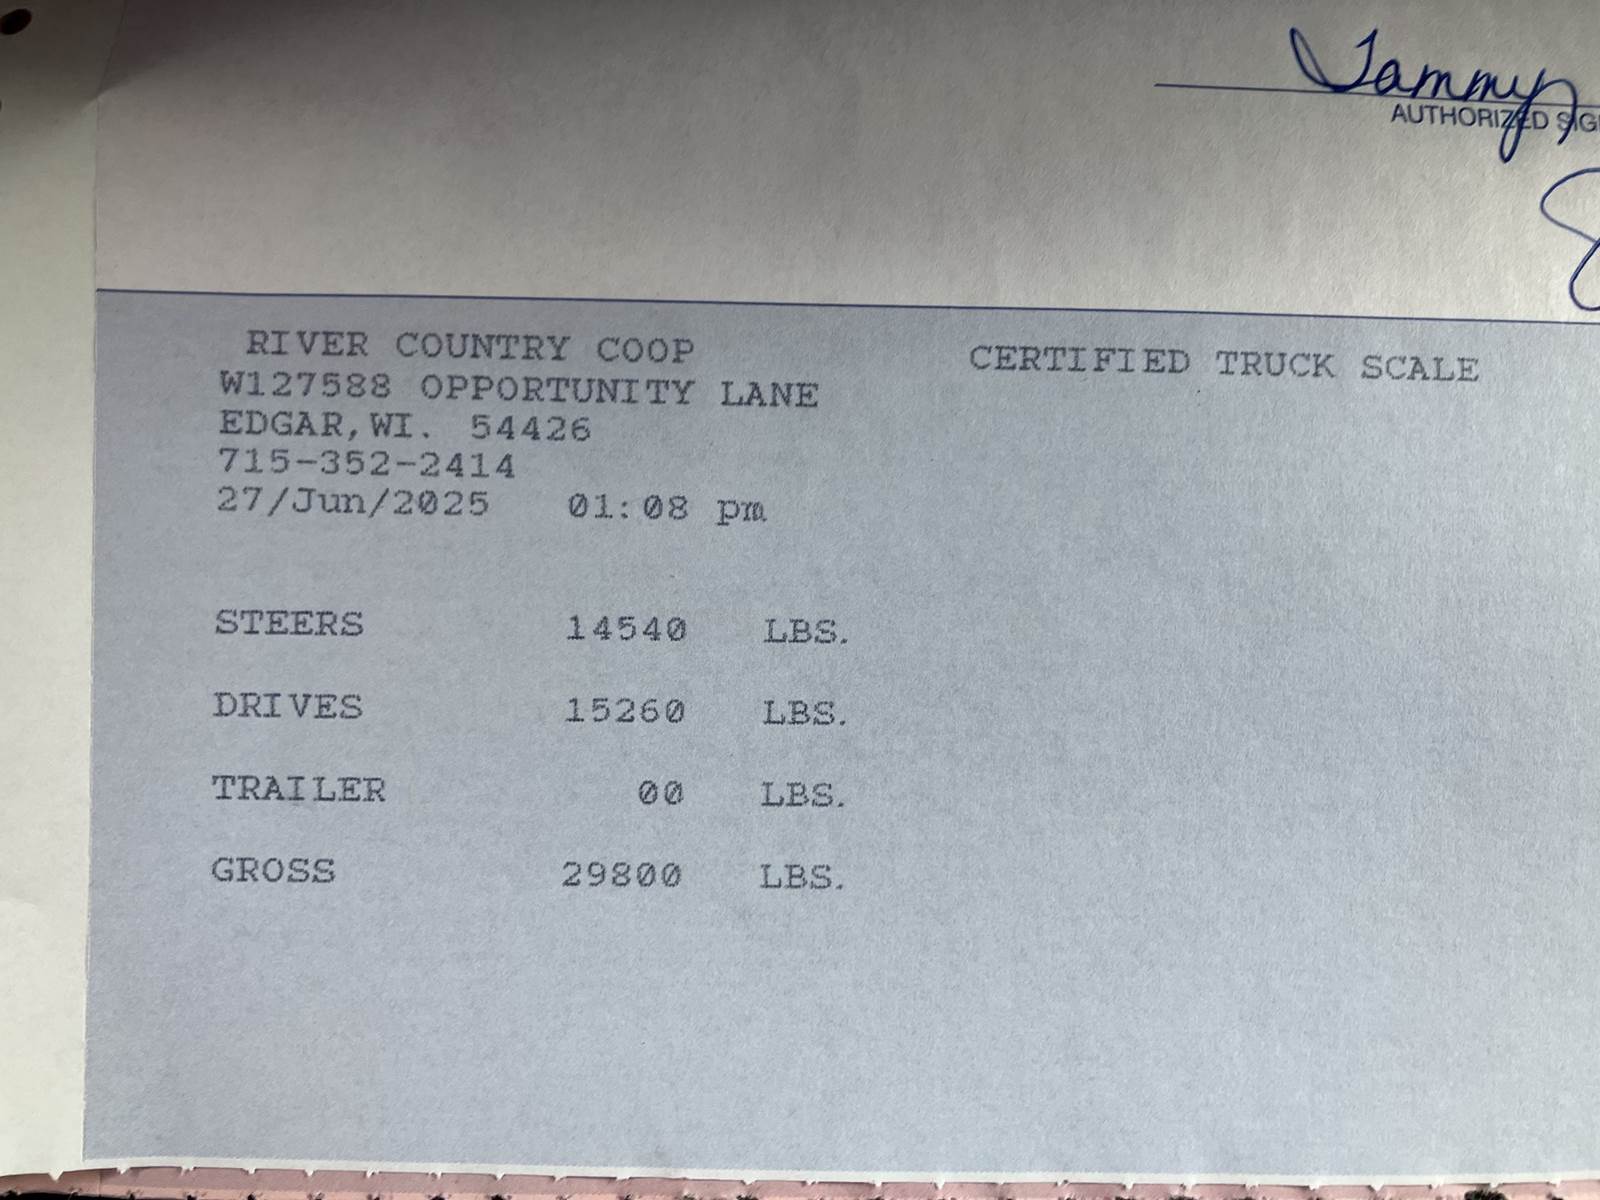 Tammy
AUTHORIZED SIG
RIVER COUNTRY COOP
CERTIFIED TRUCK SCALE
W127588 OPPORTUNITY LANE
EDGAR,WI. 54426
715-352-2414
27/Jun/2025 01:08 pm
STEERS 14540 LBS.
DRIVES 15260 LBS.
TRAILER 00 LBS.
GROSS 29800 LBS.